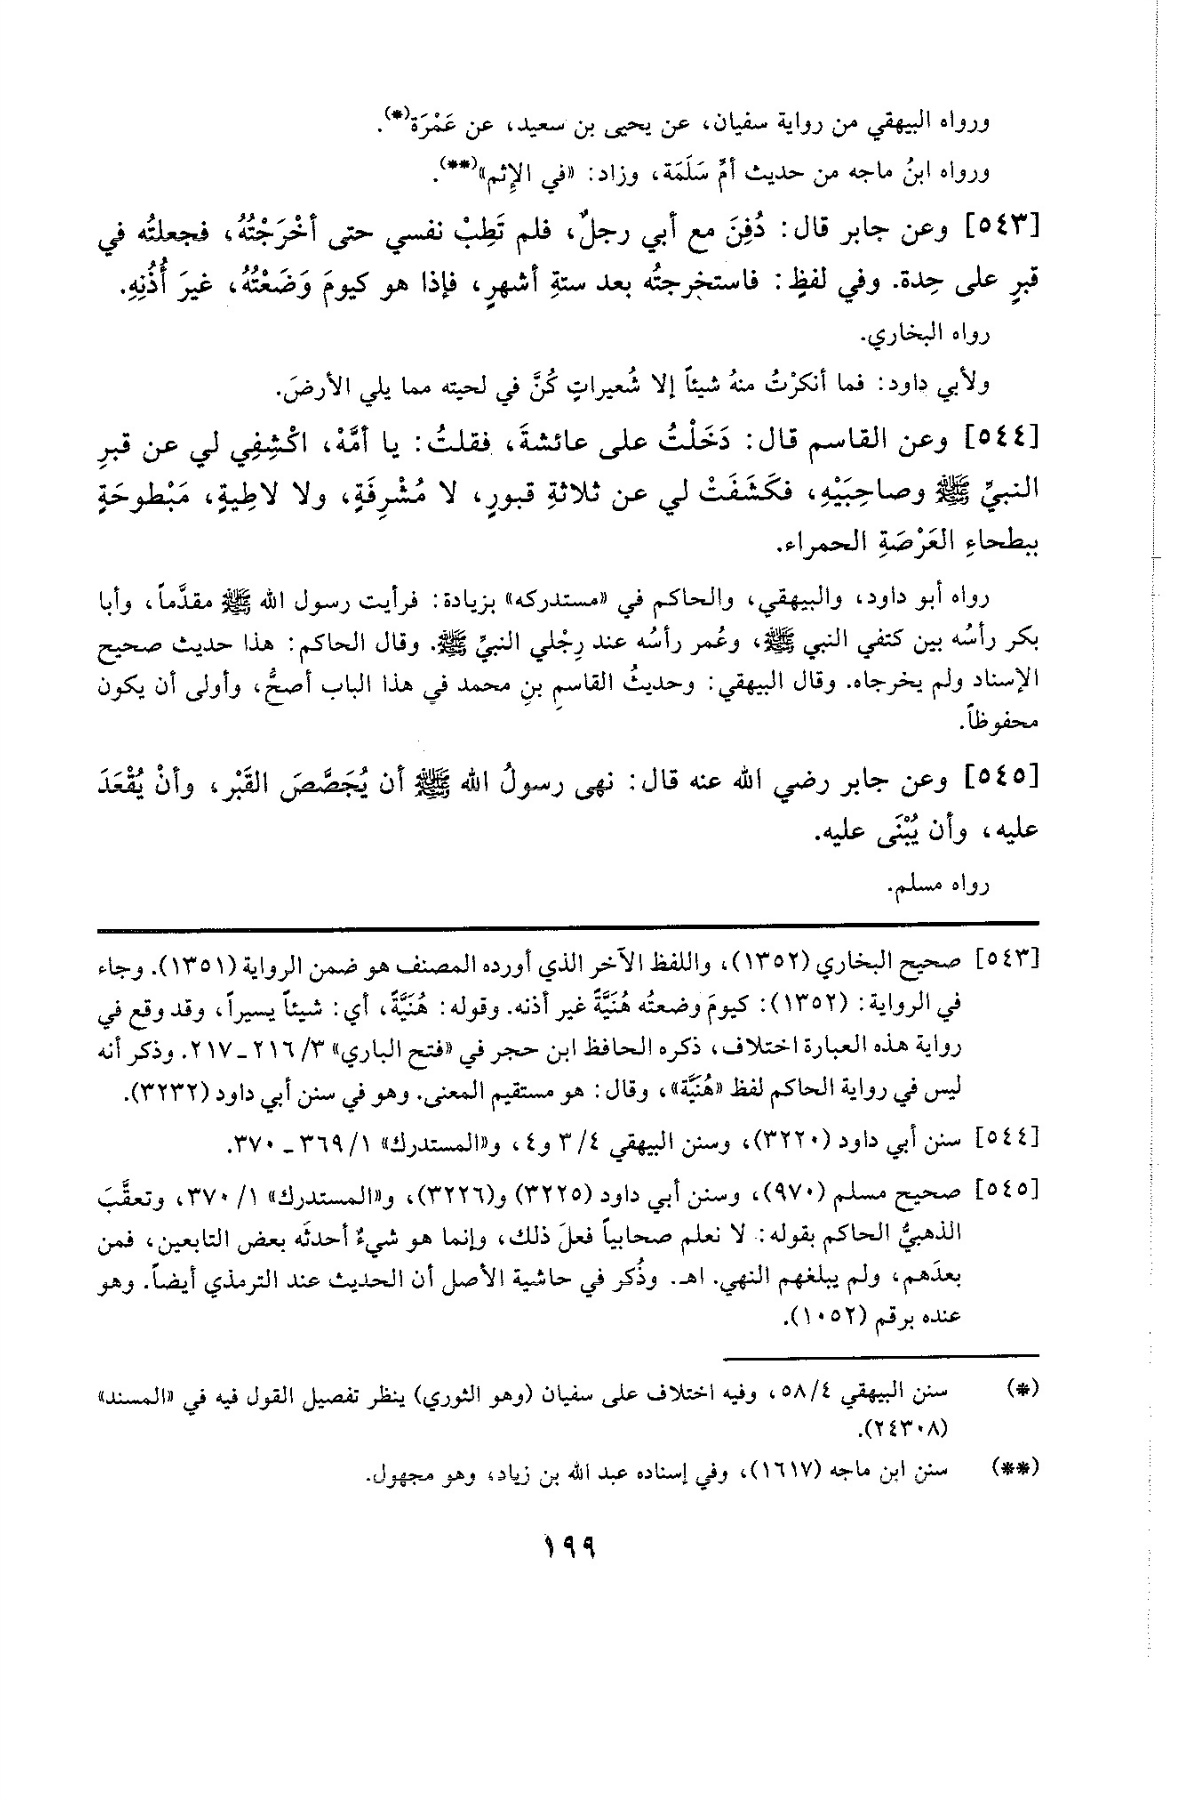 ورواه البيهقي من رواية سفيان، عن يحيى بن سعيد، عن عَمْرَة(*).
ورواه ابنُ ماجه من حديث أمِّ سَلَمَة، وزاد: «في الإِثم»(**).
[٥٤٣] وعن جابر قال: دُفِنَ مع أبي رجلٌ، فلم تَطِبْ نفسي حتى أخْرَجْتُهُ، فجعلتُه في
قبرٍ على حِدة. وفي لفظٍ: فاستخرجتُه بعد ستةِ أشهرٍ، فإذا هو كيومَ وَضَعْتُهُ، غيرَ أُذُنِهِ.
رواه البخاري.
ولأبي داود: فما أنكرْتُ منهُ شيئاً إلا شُعيراتٍ كُنَّ في لحيته مما يلي الأرضَ.
[٥٤٤] وعن القاسم قال: دَخَلْتُ على عائشةَ، فقلتُ: يا أمَّهْ، اكْشِفِي لي عن قبرِ
النبيِّ ﷺ وصاحِبَيْهِ، فكَشَفَتْ لي عن ثلاثةِ قبورٍ، لا مُشْرِفَةٍ، ولا لاطِيةٍ، مَبْطوحَةٍ
ببطحاءِ العَرْصَةِ الحمراء.
رواه أبو داود، والبيهقي، والحاكم في «مستدركه» بزيادة: فرأيت رسول الله ﷺ مقدَّماً، وأبا
بكر رأسُه بين كتفي النبي ﷺ، وعُمر رأسُه عند رِجْلي النبيِّ ﷺ. وقال الحاكم: هذا حديث صحيح
الإسناد ولم يخرجاه. وقال البيهقي: وحديثُ القاسمِ بنِ محمد في هذا الباب أصحُّ، وأولى أن يكون
محفوظاً.
[٥٤٥] وعن جابر رضي الله عنه قال: نهى رسولُ الله ﷺ أن يُجَصَّصَ القَبْر، وأنْ يُقْعَدَ
عليه، وأن يُبْنَى عليه.
رواه مسلم.
[٥٤٣] صحيح البخاري (١٣٥٢)، واللفظ الآخر الذي أورده المصنف هو ضمن الرواية (١٣٥١). وجاء
في الرواية: (١٣٥٢): كيومَ وضعتُه هُنَيَّةً غير أذنه. وقوله: هُنَيَّةً، أي: شيئاً يسيراً، وقد وقع في
رواية هذه العبارة اختلاف، ذكره الحافظ ابن حجر في «فتح الباري» ٣/ ٢١٦ ـ ٢١٧. وذكر أنه
ليس في رواية الحاكم لفظ «هُنَيَّة»، وقال: هو مستقيم المعنى. وهو في سنن أبي داود (٣٢٣٢).
[٥٤٤] سنن أبي داود (٣٢٢٠)، وسنن البيهقي ٤/ ٣ و٤، و«المستدرك» ١/ ٣٦٩ ـ ٣٧٠.
[٥٤٥] صحيح مسلم (٩٧٠)، وسنن أبي داود (٣٢٢٥) و(٣٢٢٦)، و«المستدرك» ١/ ٣٧٠، وتعقَّبَ
الذهبيُّ الحاكم بقوله: لا نعلم صحابياً فعلَ ذلك، وإنما هو شيءٌ أحدثَه بعض التابعين، فمن
بعدَهم، ولم يبلغهم النهي. اهـ. وذُكر في حاشية الأصل أن الحديث عند الترمذي أيضاً. وهو
عنده برقم (١٠٥٢).
(*) سنن البيهقي ٤/ ٥٨، وفيه اختلاف على سفيان (وهو الثوري) ينظر تفصيل القول فيه في «المسند»
(٢٤٣٠٨).
(**) سنن ابن ماجه (١٦١٧)، وفي إسناده عبد الله بن زياد، وهو مجهول.
١٩٩